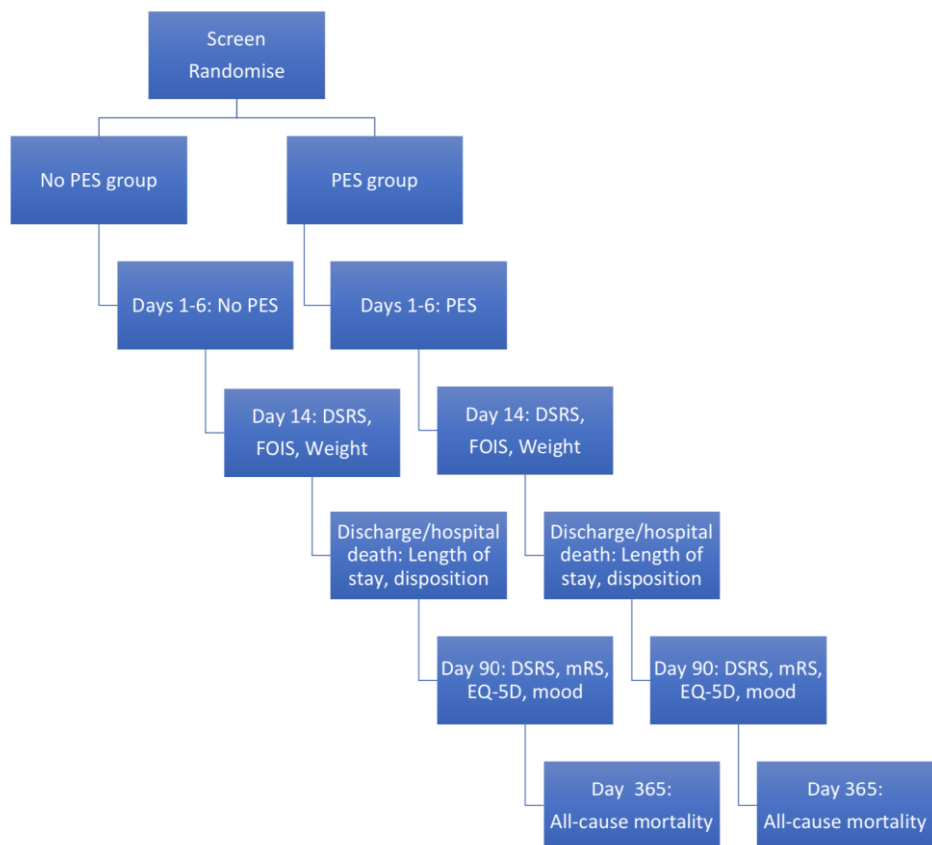 Screen
Randomise
No PES group
PES group
Days 1-6: No PES
Days 1-6: PES
Day 14: DSRS,
FOIS, Weight
Day 14: DSRS,
FOIS, Weight
Discharge/hospital
death: Length of
stay, disposition
Discharge/hospital
death: Length of
stay, disposition
Day 90: DSRS, mRS,
EQ-5D, mood
Day 90: DSRS, mRS,
EQ-5D, mood
Day 365:
All-cause mortality
Day 365:
All-cause mortality